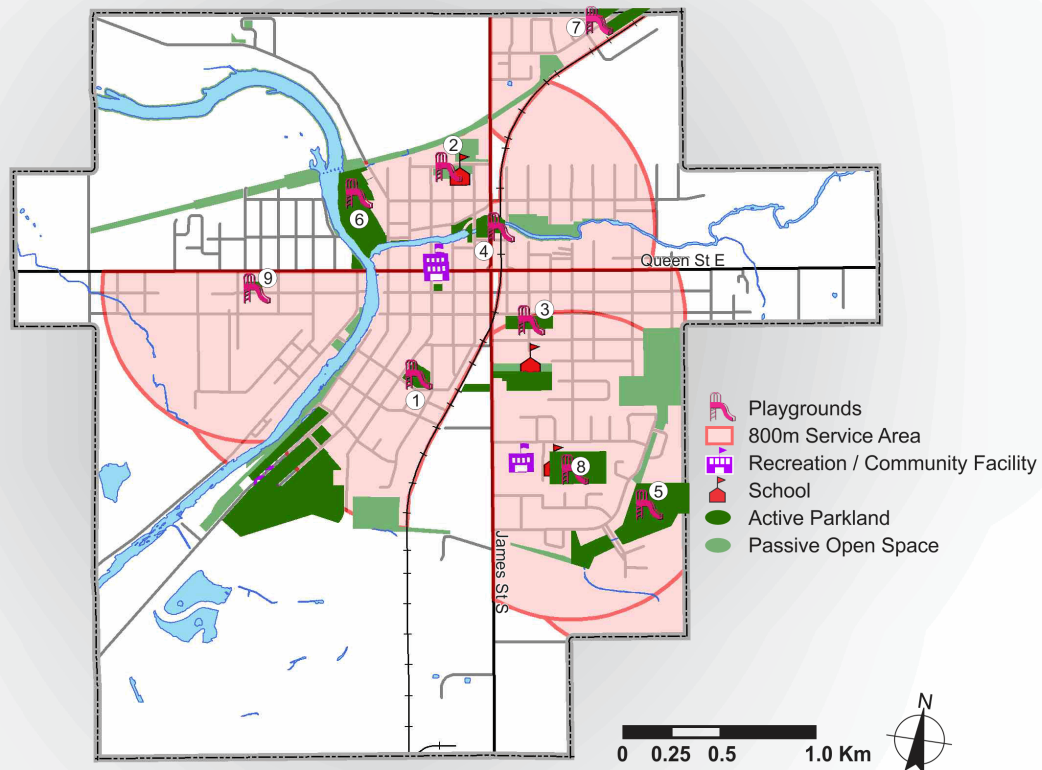 7
2
6
4
Queen St E
9
3
1
8
5
James St S
Playgrounds
800m Service Area
Recreation / Community Facility
School
Active Parkland
Passive Open Space
N
0 0.25 0.5 1.0 Km